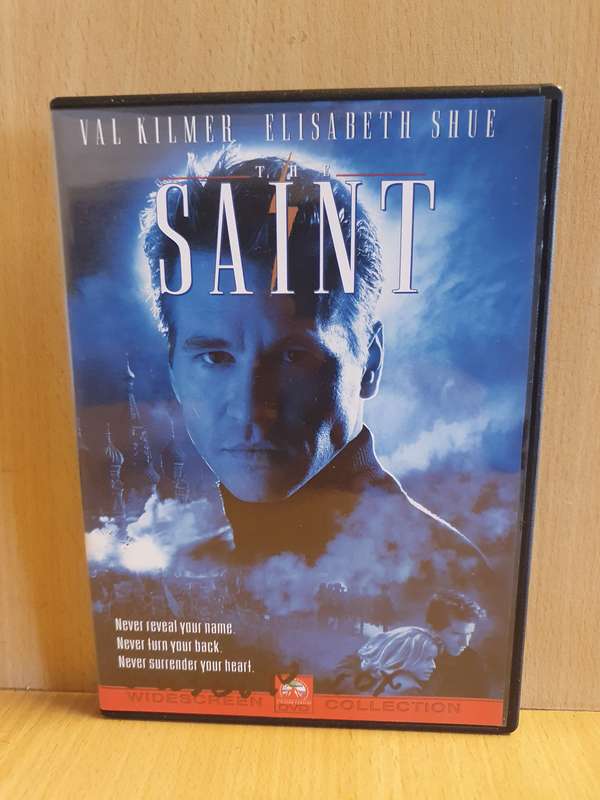 VAL KILMER ELISABETH SHUE
THE
SAINT
Never reveal your name.
Never turn your back.
Never surrender your heart.
WIDESCREEN DVD COLLECTION